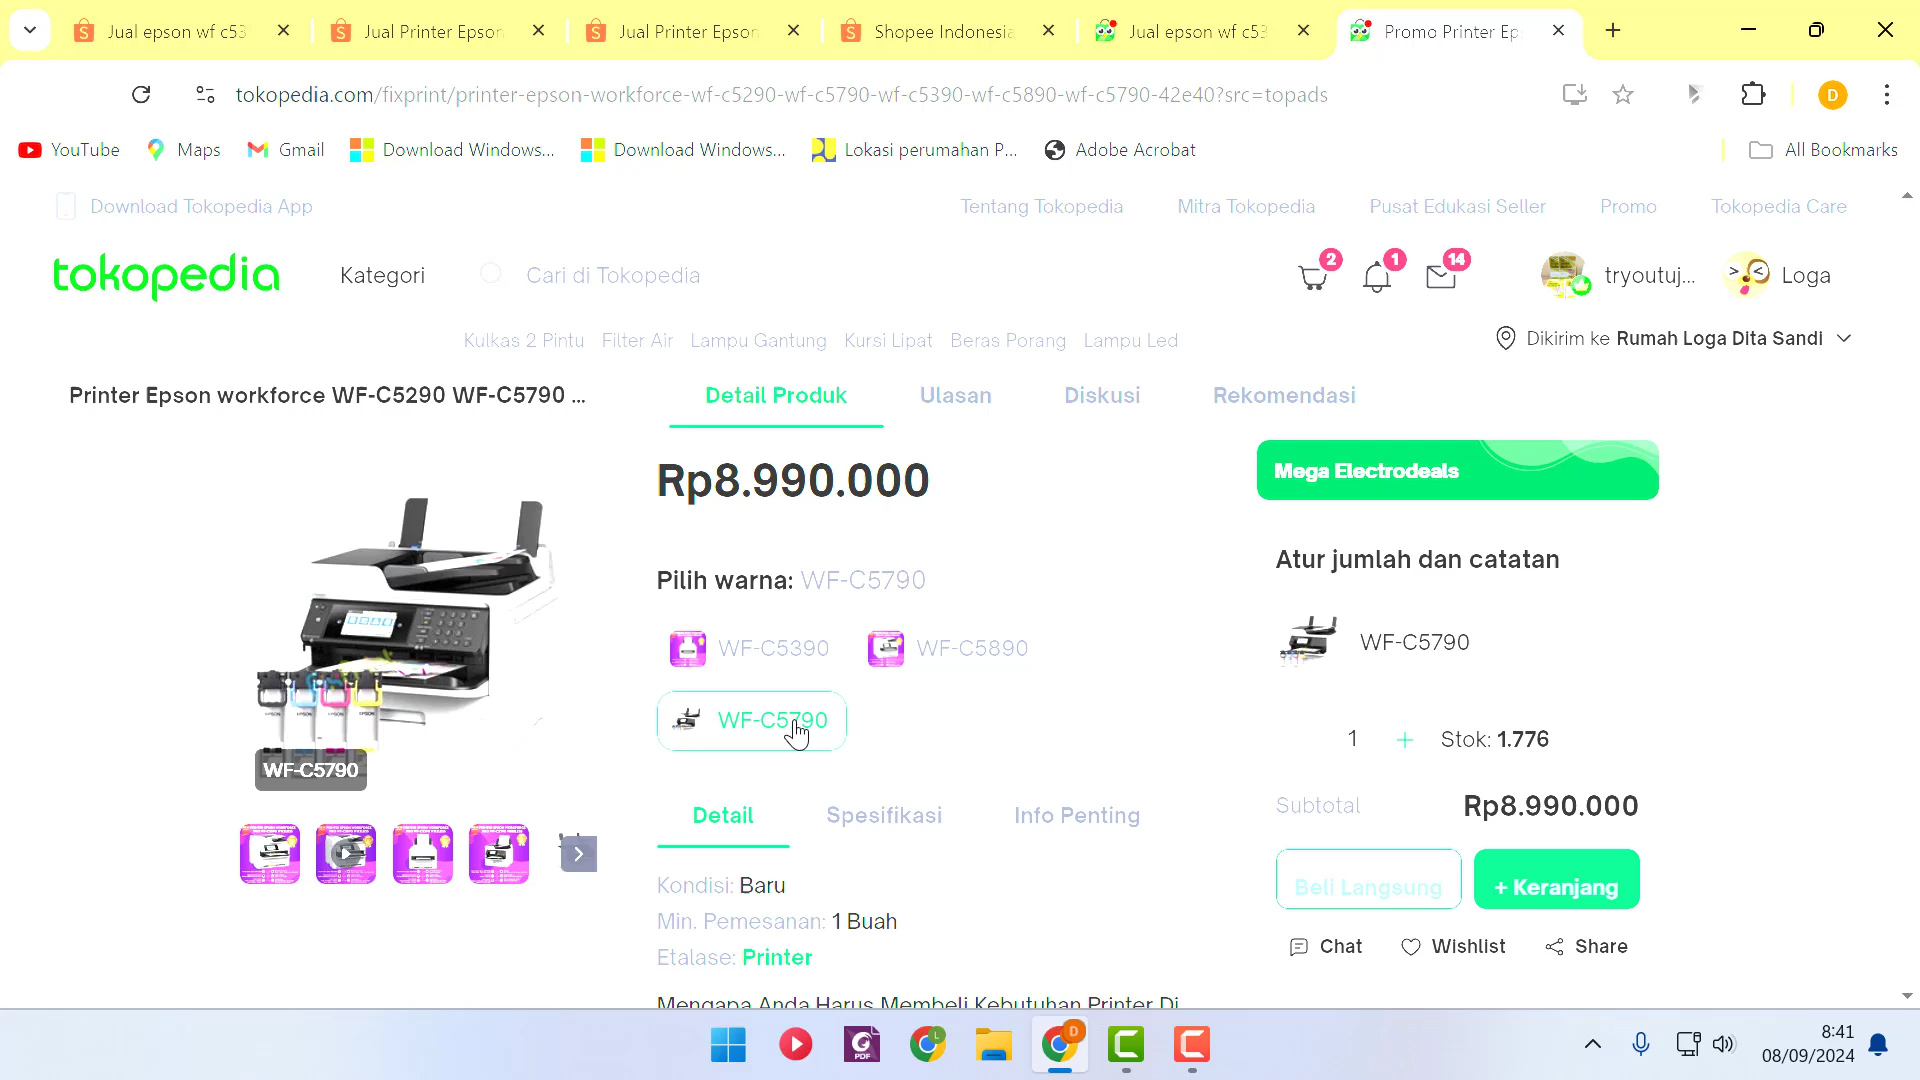 Jual epson wf c53
Jual Printer Epson
Jual Printer Epson
Shopee Indonesia
Jual epson wf c53
Promo Printer Ep
tokopedia.com/fixprint/printer-epson-workforce-wf-c5290-wf-c5790-wf-c5390-wf-c5890-wf-c5790-42e40?src=topads
D
YouTube
Maps
Gmail
Download Windows...
Download Windows...
Lokasi perumahan P...
Adobe Acrobat
All Bookmarks
Download Tokopedia App
Tentang Tokopedia
Mitra Tokopedia
Pusat Edukasi Seller
Promo
Tokopedia Care
tokopedia
Kategori
Cari di Tokopedia
2
1
14
tryoutuj...
Loga
Kulkas 2 Pintu
Filter Air
Lampu Gantung
Kursi Lipat
Beras Porang
Lampu Led
Dikirim ke Rumah Loga Dita Sandi
Printer Epson workforce WF-C5290 WF-C5790 ...
Detail Produk
Ulasan
Diskusi
Rekomendasi
Rp8.990.000
Mega Electrodeals
Pilih warna: WF-C5790
WF-C5390
WF-C5890
WF-C5790
WF-C5790
Atur jumlah dan catatan
WF-C5790
1
+
Stok: 1.776
Subtotal
Rp8.990.000
Beli Langsung
+ Keranjang
Chat
Wishlist
Share
Detail
Spesifikasi
Info Penting
Kondisi: Baru
Min. Pemesanan: 1 Buah
Etalase: Printer
Mengapa Anda Harus Membeli Kebutuhan Printer Di
8:41
08/09/2024